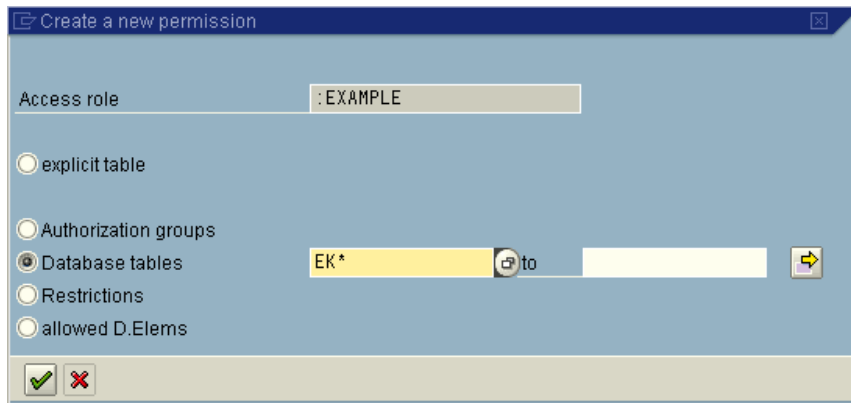 Create a new permission
Access role :EXAMPLE
explicit table
Authorization groups
Database tables EK* to
Restrictions
allowed D.Elems